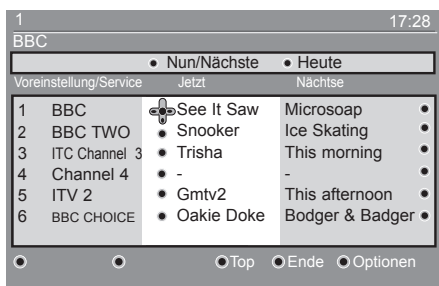 1 17:28
BBC
Nun/Nächste Heute
Voreinstellung/Service Jetzt Nächtse
1 BBC See It Saw Microsoap
2 BBC TWO Snooker Ice Skating
3 ITC Channel 3 Trisha This morning
4 Channel 4 - -
5 ITV 2 Gmtv2 This afternoon
6 BBC CHOICE Oakie Doke Bodger & Badger
Top Ende Optionen